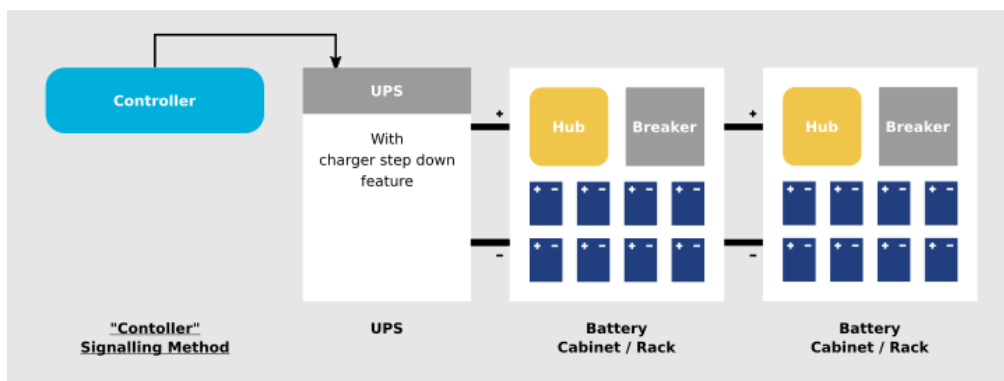 Controller
UPS
With
charger step down
feature
+
–
Hub
Breaker
+ – + – + – + –
+ – + – + – + –
+
–
Hub
Breaker
+ – + – + – + –
+ – + – + – + –
"Contoller"
Signalling Method
UPS
Battery
Cabinet / Rack
Battery
Cabinet / Rack